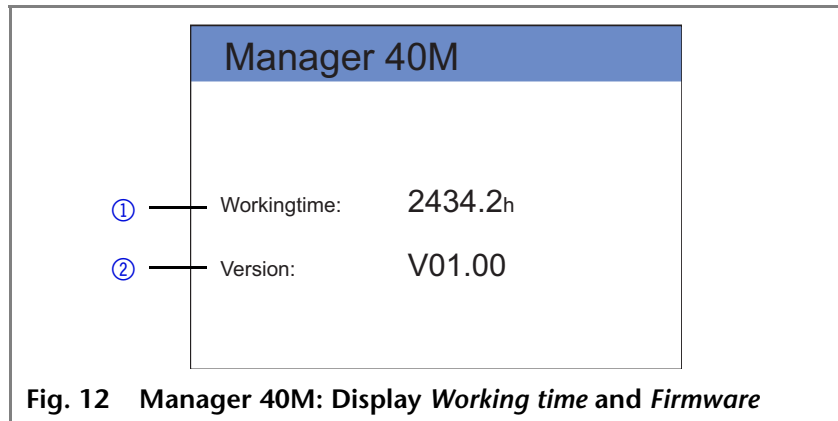 Manager 40M
① Workingtime: 2434.2h
② Version: V01.00
Fig. 12 Manager 40M: Display Working time and Firmware